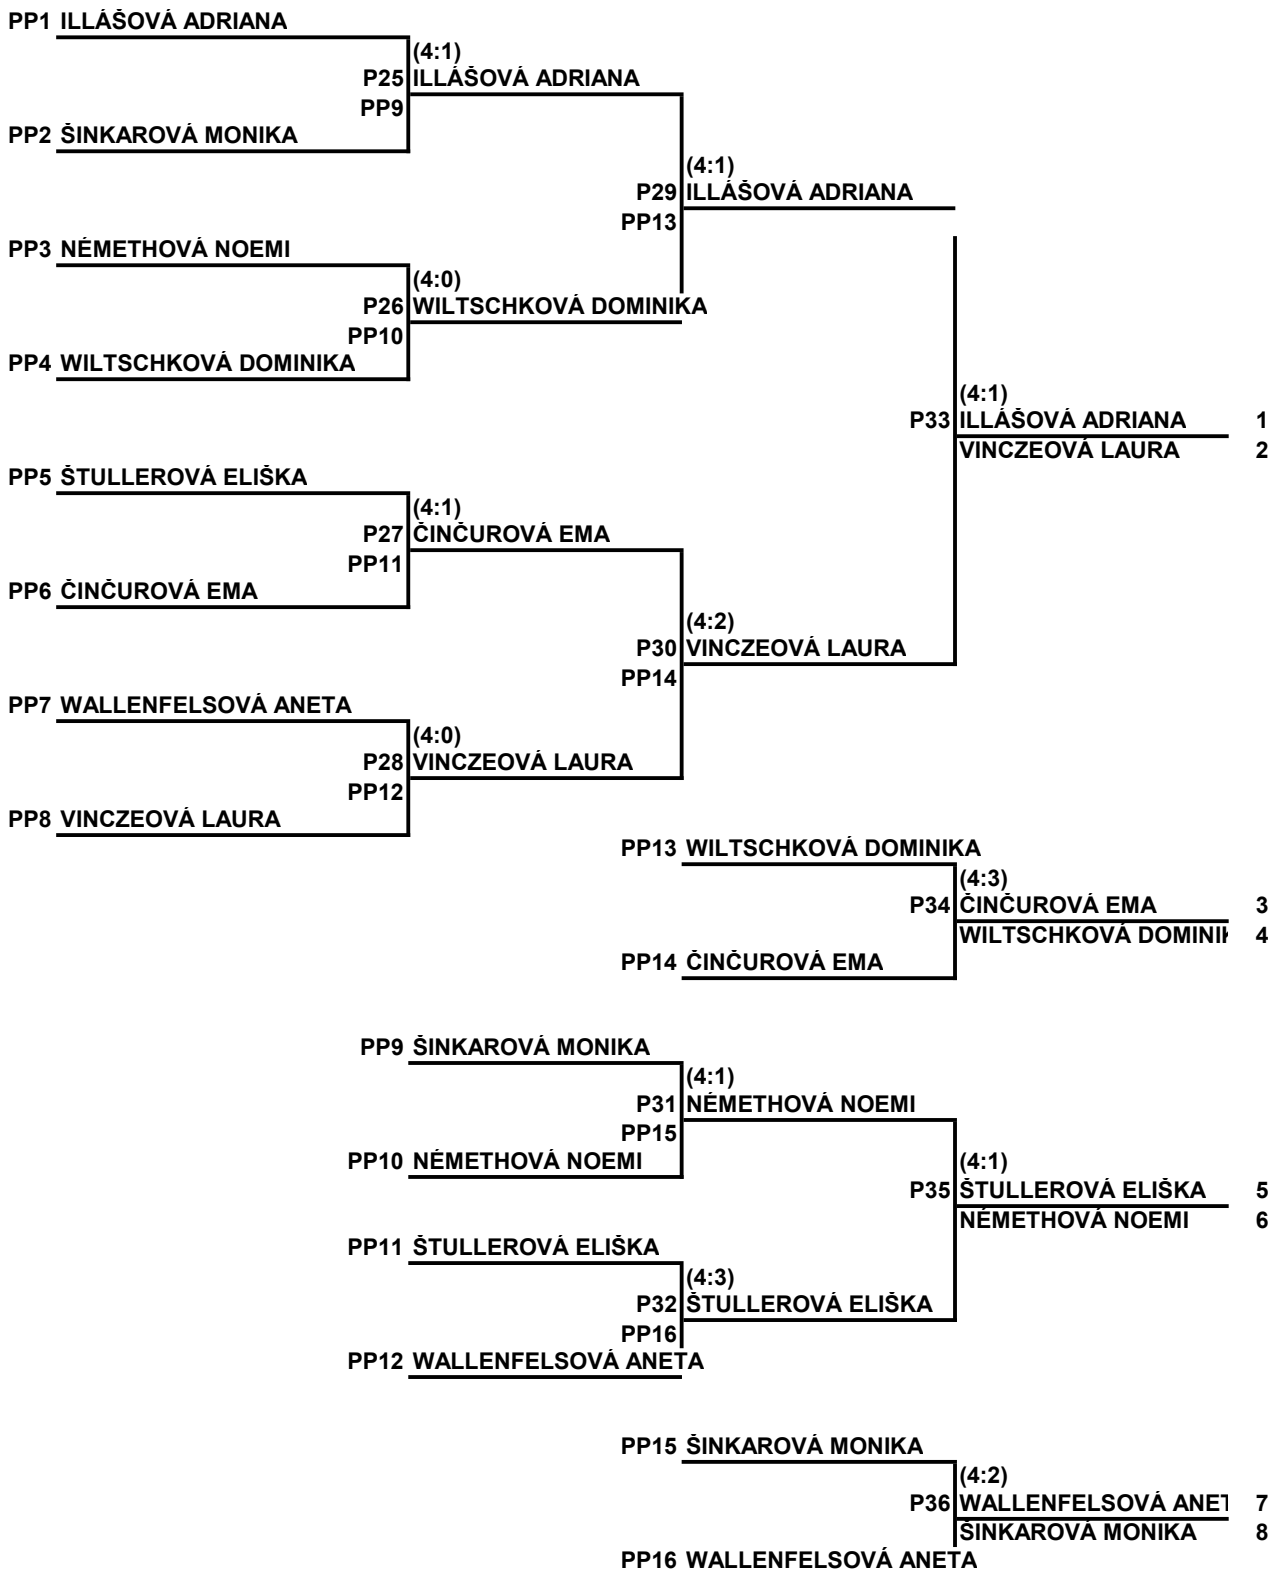 PP1 ILLÁŠOVÁ ADRIANA
(4:1)
P25 ILLÁŠOVÁ ADRIANA
PP9
PP2 ŠINKAROVÁ MONIKA
(4:1)
P29 ILLÁŠOVÁ ADRIANA
PP13
PP3 NÉMETHOVÁ NOEMI
(4:0)
P26 WILTSCHKOVÁ DOMINIKA
PP10
PP4 WILTSCHKOVÁ DOMINIKA
(4:1)
P33 ILLÁŠOVÁ ADRIANA 1
VINCZEOVÁ LAURA 2
PP5 ŠTULLEROVÁ ELIŠKA
(4:1)
P27 ČINČUROVÁ EMA
PP11
PP6 ČINČUROVÁ EMA
(4:2)
P30 VINCZEOVÁ LAURA
PP14
PP7 WALLENFELSOVÁ ANETA
(4:0)
P28 VINCZEOVÁ LAURA
PP12
PP8 VINCZEOVÁ LAURA
PP13 WILTSCHKOVÁ DOMINIKA
(4:3)
P34 ČINČUROVÁ EMA 3
WILTSCHKOVÁ DOMINIK 4
PP14 ČINČUROVÁ EMA
PP9 ŠINKAROVÁ MONIKA
(4:1)
P31 NÉMETHOVÁ NOEMI
PP15
PP10 NÉMETHOVÁ NOEMI
(4:1)
P35 ŠTULLEROVÁ ELIŠKA 5
NÉMETHOVÁ NOEMI 6
PP11 ŠTULLEROVÁ ELIŠKA
(4:3)
P32 ŠTULLEROVÁ ELIŠKA
PP16
PP12 WALLENFELSOVÁ ANETA
PP15 ŠINKAROVÁ MONIKA
(4:2)
P36 WALLENFELSOVÁ ANET 7
ŠINKAROVÁ MONIKA 8
PP16 WALLENFELSOVÁ ANETA